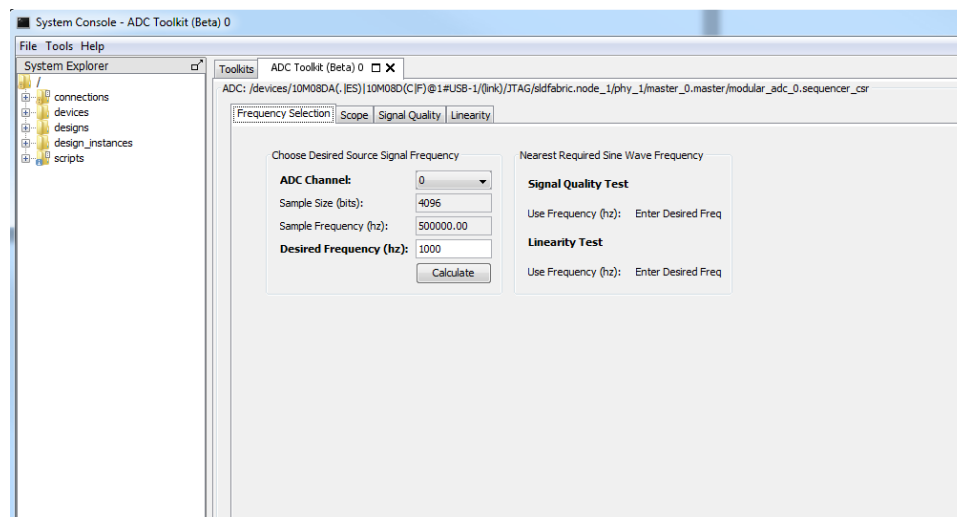 System Console - ADC Toolkit (Beta) 0
File Tools Help
System Explorer
/
connections
devices
designs
design_instances
scripts
Toolkits ADC Toolkit (Beta) 0
ADC: /devices/10M08DA(.|ES)|10M08D(C|F)@1#USB-1/(link)/JTAG/sldfabric.node_1/phy_1/master_0.master/modular_adc_0.sequencer_csr
Frequency Selection Scope Signal Quality Linearity
Choose Desired Source Signal Frequency
ADC Channel: 0
Sample Size (bits): 4096
Sample Frequency (hz): 500000.00
Desired Frequency (hz): 1000
Calculate
Nearest Required Sine Wave Frequency
Signal Quality Test
Use Frequency (hz): Enter Desired Freq
Linearity Test
Use Frequency (hz): Enter Desired Freq